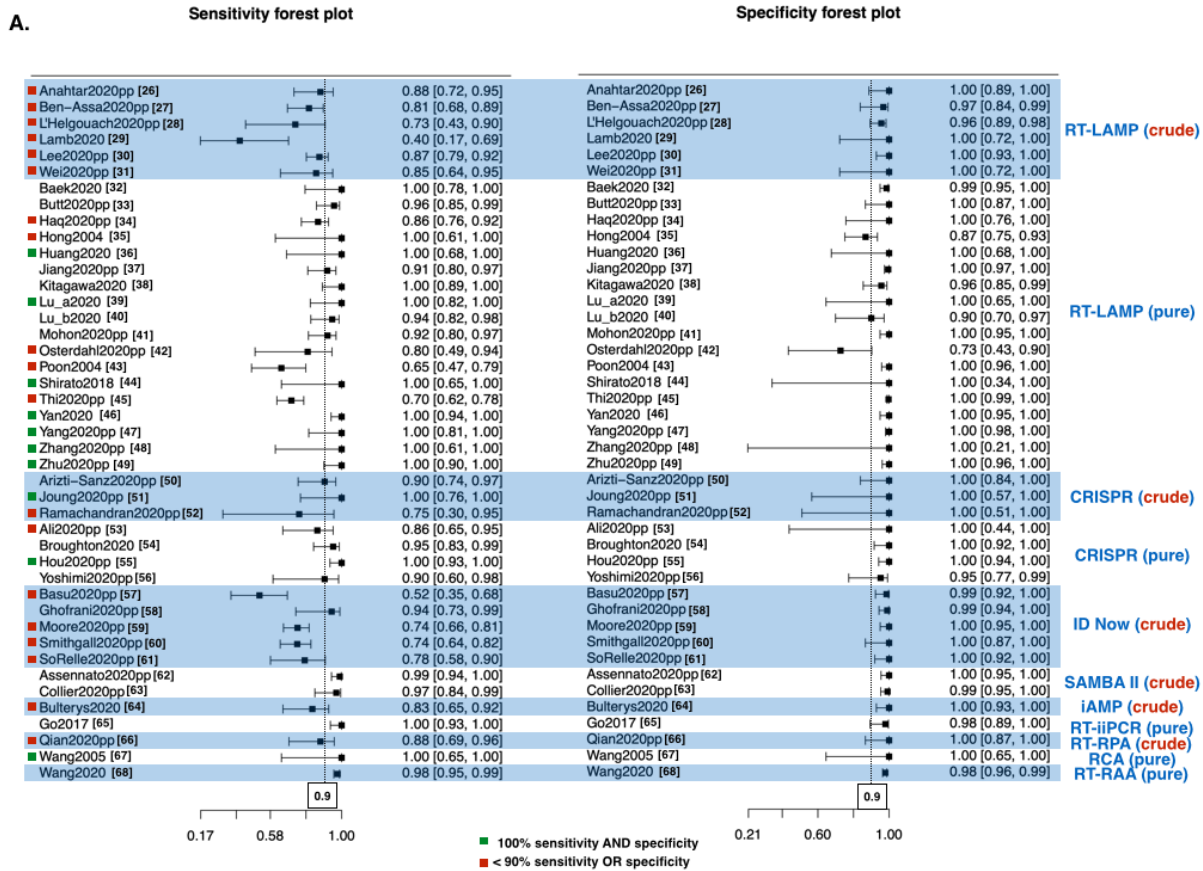 Sensitivity forest plot Specificity forest plot
A.
Anahtar2020pp [26] 0.88 [0.72, 0.95] Anahtar2020pp [26] 1.00 [0.89, 1.00]
Ben−Assa2020pp [27] 0.81 [0.68, 0.89] Ben−Assa2020pp [27] 0.97 [0.84, 0.99]
L'Helgouach2020pp [28] 0.73 [0.43, 0.90] L'Helgouach2020pp [28] 0.96 [0.89, 0.98]
RT-LAMP (crude)
Lamb2020 [29] 0.40 [0.17, 0.69] Lamb2020 [29] 1.00 [0.72, 1.00]
Lee2020pp [30] 0.87 [0.79, 0.92] Lee2020pp [30] 1.00 [0.93, 1.00]
Wei2020pp [31] 0.85 [0.64, 0.95] Wei2020pp [31] 1.00 [0.72, 1.00]
Baek2020 [32] 1.00 [0.78, 1.00] Baek2020 [32] 0.99 [0.95, 1.00]
Butt2020pp [33] 0.96 [0.85, 0.99] Butt2020pp [33] 1.00 [0.87, 1.00]
Haq2020pp [34] 0.86 [0.76, 0.92] Haq2020pp [34] 1.00 [0.76, 1.00]
Hong2004 [35] 1.00 [0.61, 1.00] Hong2004 [35] 0.87 [0.75, 0.93]
Huang2020 [36] 1.00 [0.68, 1.00] Huang2020 [36] 1.00 [0.68, 1.00]
Jiang2020pp [37] 0.91 [0.80, 0.97] Jiang2020pp [37] 1.00 [0.97, 1.00]
Kitagawa2020 [38] 1.00 [0.89, 1.00] Kitagawa2020 [38] 0.96 [0.85, 0.99]
Lu_a2020 [39] 1.00 [0.82, 1.00] Lu_a2020 [39] 1.00 [0.65, 1.00]
RT-LAMP (pure)
Lu_b2020 [40] 0.94 [0.82, 0.98] Lu_b2020 [40] 0.90 [0.70, 0.97]
Mohon2020pp [41] 0.92 [0.80, 0.97] Mohon2020pp [41] 1.00 [0.95, 1.00]
Osterdahl2020pp [42] 0.80 [0.49, 0.94] Osterdahl2020pp [42] 0.73 [0.43, 0.90]
Poon2004 [43] 0.65 [0.47, 0.79] Poon2004 [43] 1.00 [0.96, 1.00]
Shirato2018 [44] 1.00 [0.65, 1.00] Shirato2018 [44] 1.00 [0.34, 1.00]
Thi2020pp [45] 0.70 [0.62, 0.78] Thi2020pp [45] 1.00 [0.99, 1.00]
Yan2020 [46] 1.00 [0.94, 1.00] Yan2020 [46] 1.00 [0.95, 1.00]
Yang2020pp [47] 1.00 [0.81, 1.00] Yang2020pp [47] 1.00 [0.98, 1.00]
Zhang2020pp [48] 1.00 [0.61, 1.00] Zhang2020pp [48] 1.00 [0.21, 1.00]
Zhu2020pp [49] 1.00 [0.90, 1.00] Zhu2020pp [49] 1.00 [0.96, 1.00]
Arizti−Sanz2020pp [50] 0.90 [0.74, 0.97] Arizti−Sanz2020pp [50] 1.00 [0.84, 1.00]
Joung2020pp [51] 1.00 [0.76, 1.00] Joung2020pp [51] 1.00 [0.57, 1.00] CRISPR (crude)
Ramachandran2020pp [52] 0.75 [0.30, 0.95] Ramachandran2020pp [52] 1.00 [0.51, 1.00]
Ali2020pp [53] 0.86 [0.65, 0.95] Ali2020pp [53] 1.00 [0.44, 1.00]
Broughton2020 [54] 0.95 [0.83, 0.99] Broughton2020 [54] 1.00 [0.92, 1.00]
CRISPR (pure)
Hou2020pp [55] 1.00 [0.93, 1.00] Hou2020pp [55] 1.00 [0.94, 1.00]
Yoshimi2020pp [56] 0.90 [0.60, 0.98] Yoshimi2020pp [56] 0.95 [0.77, 0.99]
Basu2020pp [57] 0.52 [0.35, 0.68] Basu2020pp [57] 0.99 [0.92, 1.00]
Ghofrani2020pp [58] 0.94 [0.73, 0.99] Ghofrani2020pp [58] 0.99 [0.94, 1.00]
Moore2020pp [59] 0.74 [0.66, 0.81] Moore2020pp [59] 1.00 [0.95, 1.00] ID Now (crude)
Smithgall2020pp [60] 0.74 [0.64, 0.82] Smithgall2020pp [60] 1.00 [0.87, 1.00]
SoRelle2020pp [61] 0.78 [0.58, 0.90] SoRelle2020pp [61] 1.00 [0.92, 1.00]
Assennato2020pp [62] 0.99 [0.94, 1.00] Assennato2020pp [62] 1.00 [0.95, 1.00]
SAMBA II (crude)
Collier2020pp [63] 0.97 [0.84, 0.99] Collier2020pp [63] 0.99 [0.95, 1.00]
Bulterys2020 [64] 0.83 [0.65, 0.92] Bulterys2020 [64] 1.00 [0.93, 1.00] iAMP (crude)
Go2017 [65] 1.00 [0.93, 1.00] Go2017 [65] 0.98 [0.89, 1.00] RT-iiPCR (pure)
Qian2020pp [66] 0.88 [0.69, 0.96] Qian2020pp [66] 1.00 [0.87, 1.00] RT-RPA (crude)
Wang2005 [67] 1.00 [0.65, 1.00] Wang2005 [67] 1.00 [0.65, 1.00] RCA (pure)
Wang2020 [68] 0.98 [0.95, 0.99] Wang2020 [68] 0.98 [0.96, 0.99] RT-RAA (pure)
0.9 0.9
0.17 0.58 1.00 0.21 0.60 1.00
100% sensitivity AND specificity
< 90% sensitivity OR specificity